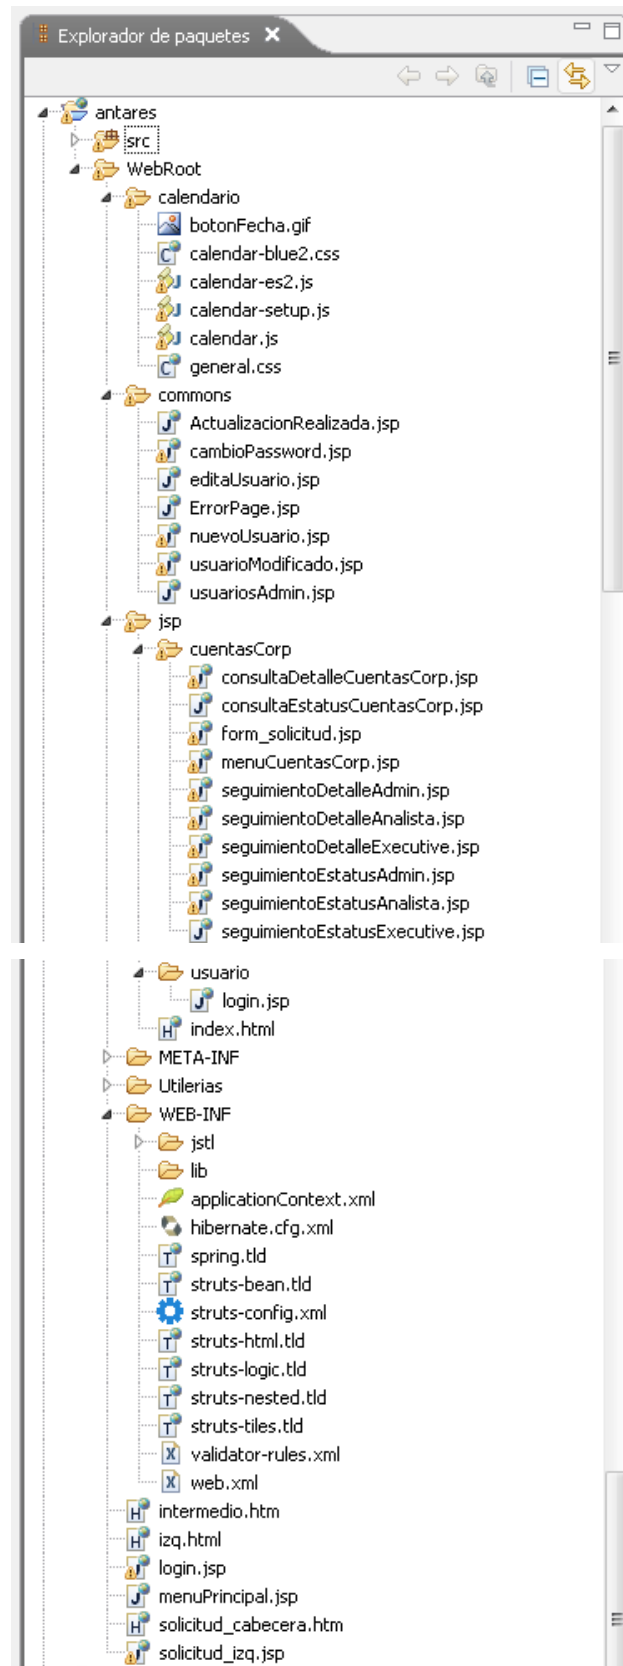 Explorador de paquetes
antares
src
WebRoot
calendario
botonFecha.gif
calendar-blue2.css
calendar-es2.js
calendar-setup.js
calendar.js
general.css
commons
ActualizacionRealizada.jsp
cambioPassword.jsp
editaUsuario.jsp
ErrorPage.jsp
nuevoUsuario.jsp
usuarioModificado.jsp
usuariosAdmin.jsp
jsp
cuentasCorp
consultaDetalleCuentasCorp.jsp
consultaEstatusCuentasCorp.jsp
form_solicitud.jsp
menuCuentasCorp.jsp
seguimientoDetalleAdmin.jsp
seguimientoDetalleAnalista.jsp
seguimientoDetalleExecutive.jsp
seguimientoEstatusAdmin.jsp
seguimientoEstatusAnalista.jsp
seguimientoEstatusExecutive.jsp
usuario
login.jsp
index.html
META-INF
Utilerias
WEB-INF
jstl
lib
applicationContext.xml
hibernate.cfg.xml
spring.tld
struts-bean.tld
struts-config.xml
struts-html.tld
struts-logic.tld
struts-nested.tld
struts-tiles.tld
validator-rules.xml
web.xml
intermedio.htm
izq.html
login.jsp
menuPrincipal.jsp
solicitud_cabecera.htm
solicitud_izq.jsp